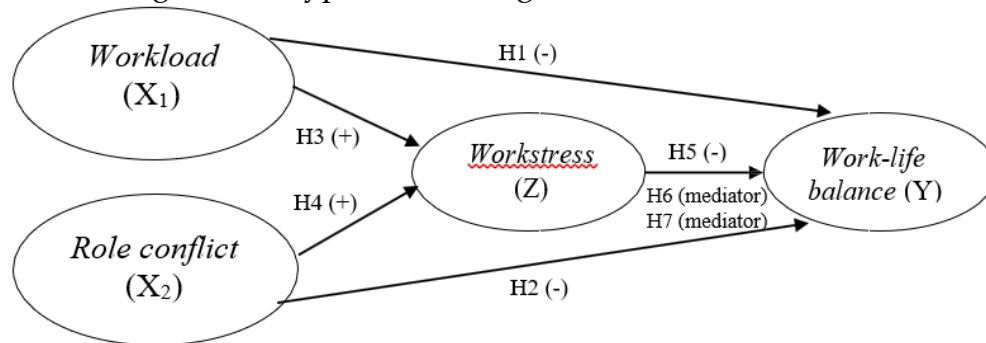 Workload
(X₁)
H1 (-)
H3 (+)
Workstress
(Z)
H5 (-)
H6 (mediator)
H7 (mediator)
Work-life
balance (Y)
H4 (+)
Role conflict
(X₂)
H2 (-)